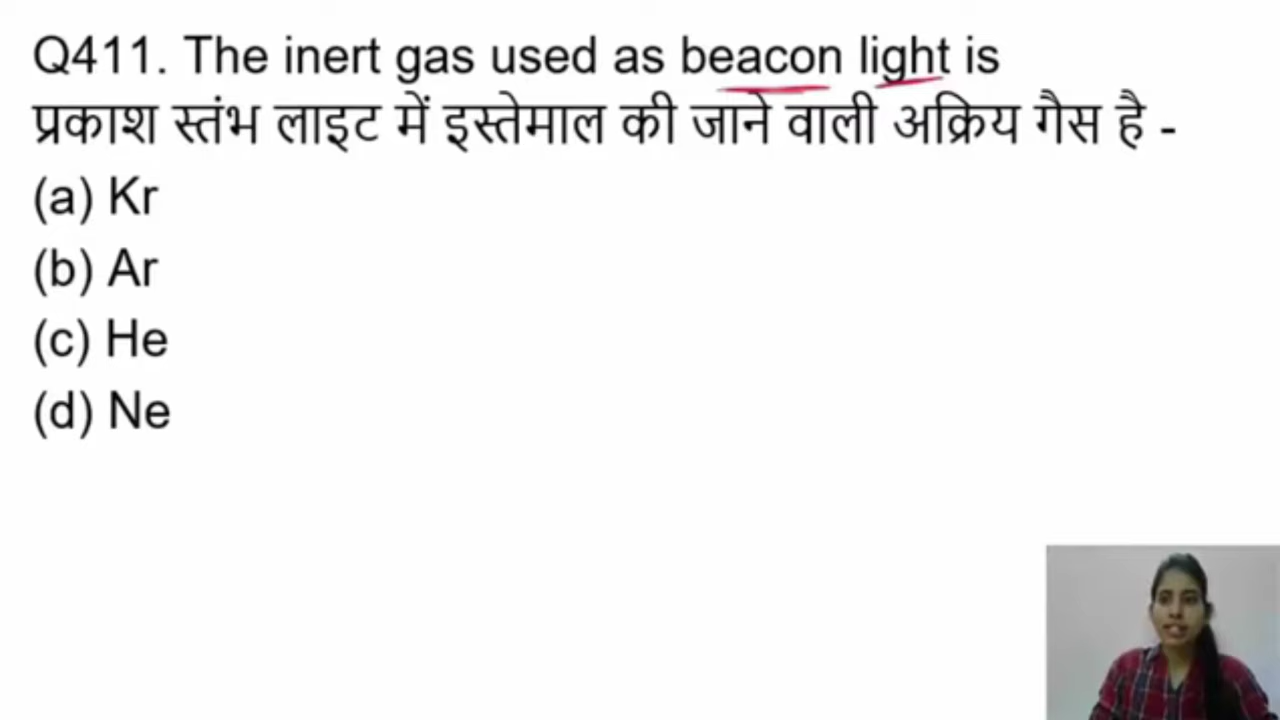 Q411. The inert gas used as beacon light is
प्रकाश स्तंभ लाइट में इस्तेमाल की जाने वाली अक्रिय गैस है -
(a) Kr
(b) Ar
(c) He
(d) Ne